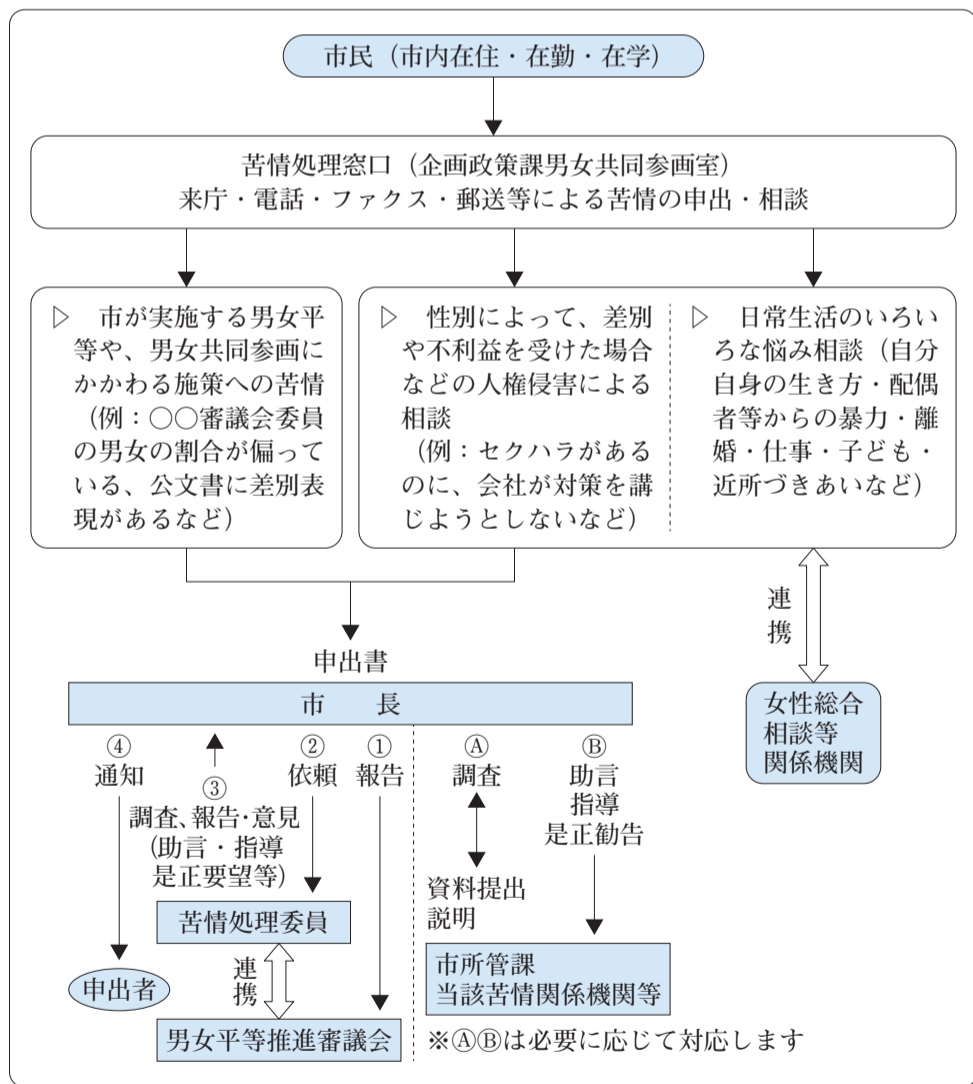 市民（市内在住・在勤・在学）
苦情処理窓口（企画政策課男女共同参画室）
来庁・電話・ファクス・郵送等による苦情の申出・相談
▷　市が実施する男女平
等や、男女共同参画に
かかわる施策への苦情
（例：○○審議会委員
の男女の割合が偏って
いる、公文書に差別表
現があるなど）
▷　性別によって、差別
や不利益を受けた場合
などの人権侵害による
相談
（例：セクハラがある
のに、会社が対策を講
じようとしないなど）
▷　日常生活のいろいろ
ろな悩み相談（自分
自身の生き方・配偶
者等からの暴力・離
婚・仕事・子ども・
近所づきあいなど）
連携
女性総合
相談等
関係機関
申出書
市　　長
④
通知
③
調査、報告・意見
（助言・指導
是正要望等）
②
依頼
①
報告
Ⓐ
調査
資料提出
説明
Ⓑ
助言
指導
是正勧告
苦情処理委員
連携
申出者
男女平等推進審議会
市所管課
当該苦情関係機関等
※ⒶⒷは必要に応じて対応します